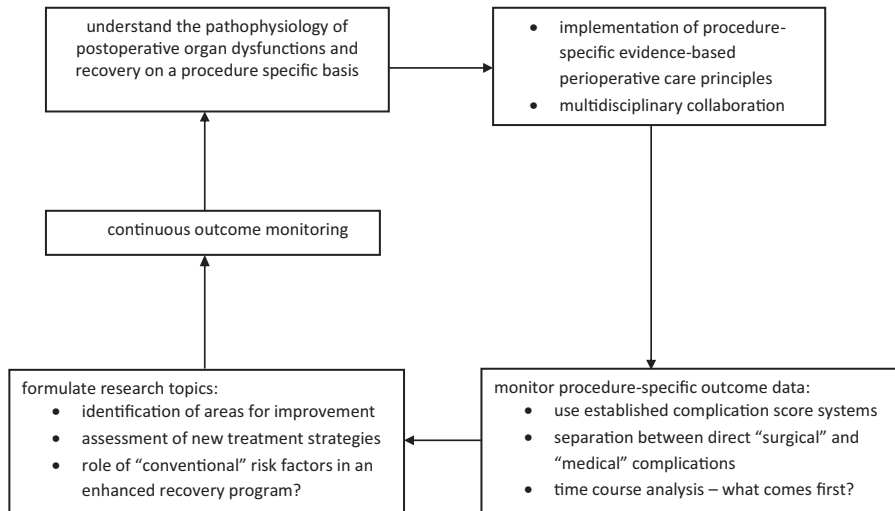 understand the pathophysiology of
postoperative organ dysfunctions and
recovery on a procedure specific basis
• implementation of procedure-
specific evidence-based
perioperative care principles
• multidisciplinary collaboration
continuous outcome monitoring
formulate research topics:
• identification of areas for improvement
• assessment of new treatment strategies
• role of “conventional” risk factors in an
enhanced recovery program?
monitor procedure-specific outcome data:
• use established complication score systems
• separation between direct “surgical” and
“medical” complications
• time course analysis – what comes first?